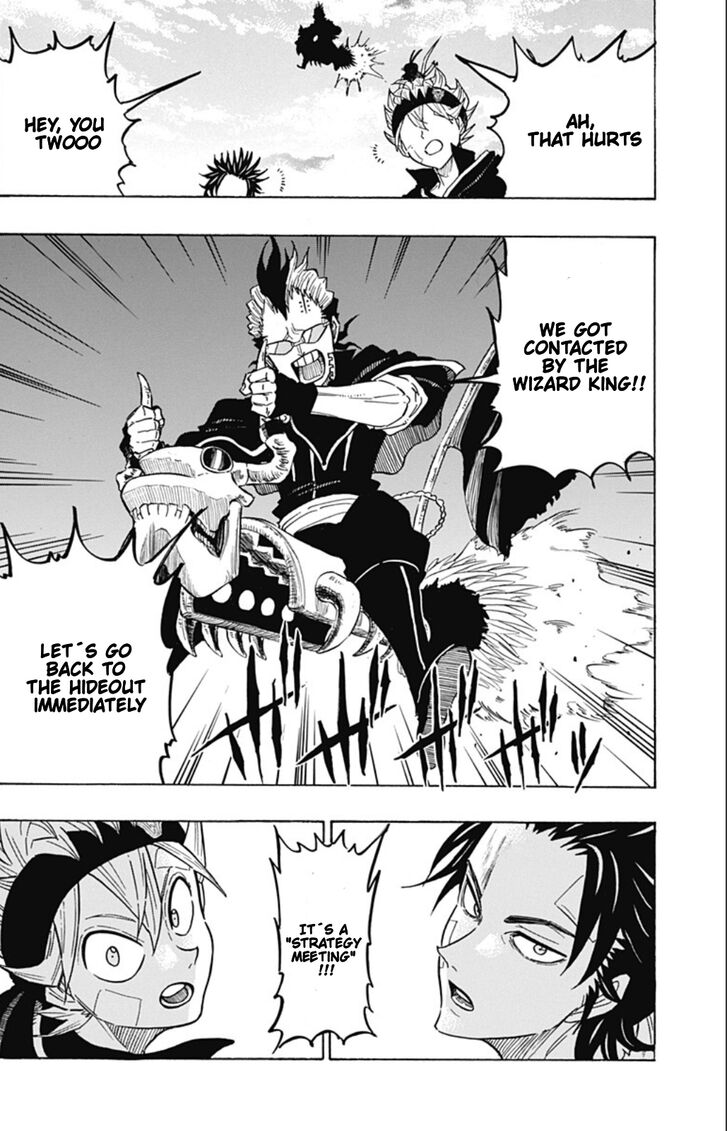 AH,
THAT HURTS
HEY, YOU
TWOOO
WE GOT
CONTACTED
BY THE
WIZARD KING!!
LET´S GO
BACK TO
THE HIDEOUT
IMMEDIATELY
IT´S A
"STRATEGY
MEETING"
!!!